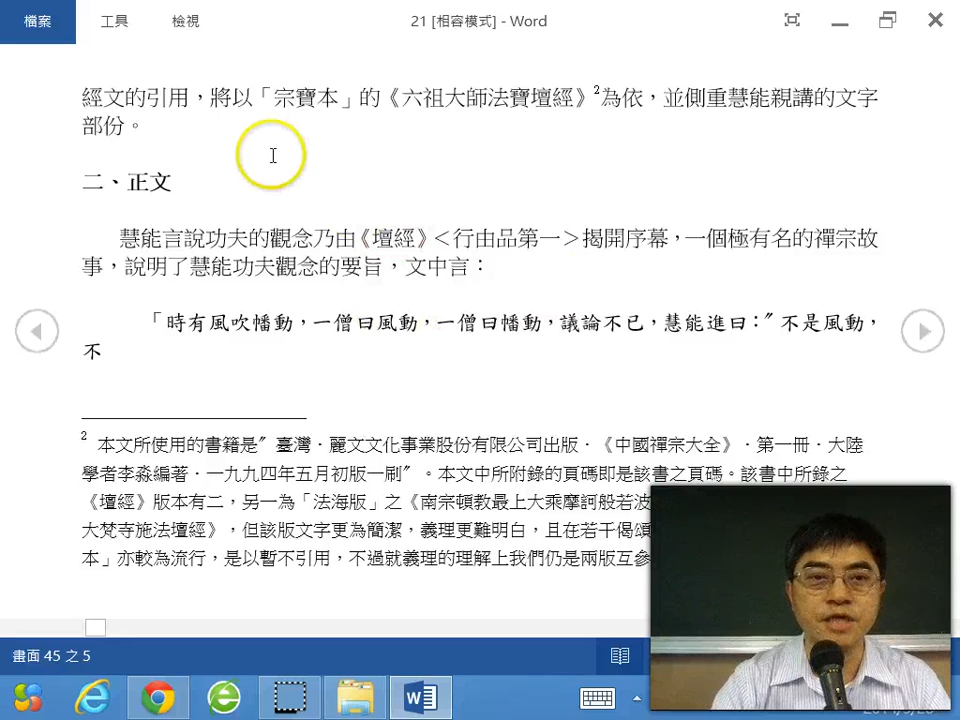 檔案 工具 檢視 21 [相容模式] - Word
經文的引用，將以「宗寶本」的《六祖大師法寶壇經》2為依，並側重慧能親講的文字
部份。
二、正文
慧能言說功夫的觀念乃由《壇經》＜行由品第一＞揭開序幕，一個極有名的禪宗故
事，說明了慧能功夫觀念的要旨，文中言：
「時有風吹幡動，一僧曰風動，一僧曰幡動，議論不已，慧能進曰：〞不是風動，
不
2 本文所使用的書籍是〞臺灣．麗文文化事業股份有限公司出版．《中國禪宗大全》．第一冊．大陸
學者李淼編著．一九九四年五月初版一刷〞。本文中所附錄的頁碼即是該書之頁碼。該書中所錄之
《壇經》版本有二，另一為「法海版」之《南宗頓教最上大乘摩訶般若波
大梵寺施法壇經》，但該版文字更為簡潔，義理更難明白，且在若干偈頌
本」亦較為流行，是以暫不引用，不過就義理的理解上我們仍是兩版互參
畫面 45 之 5